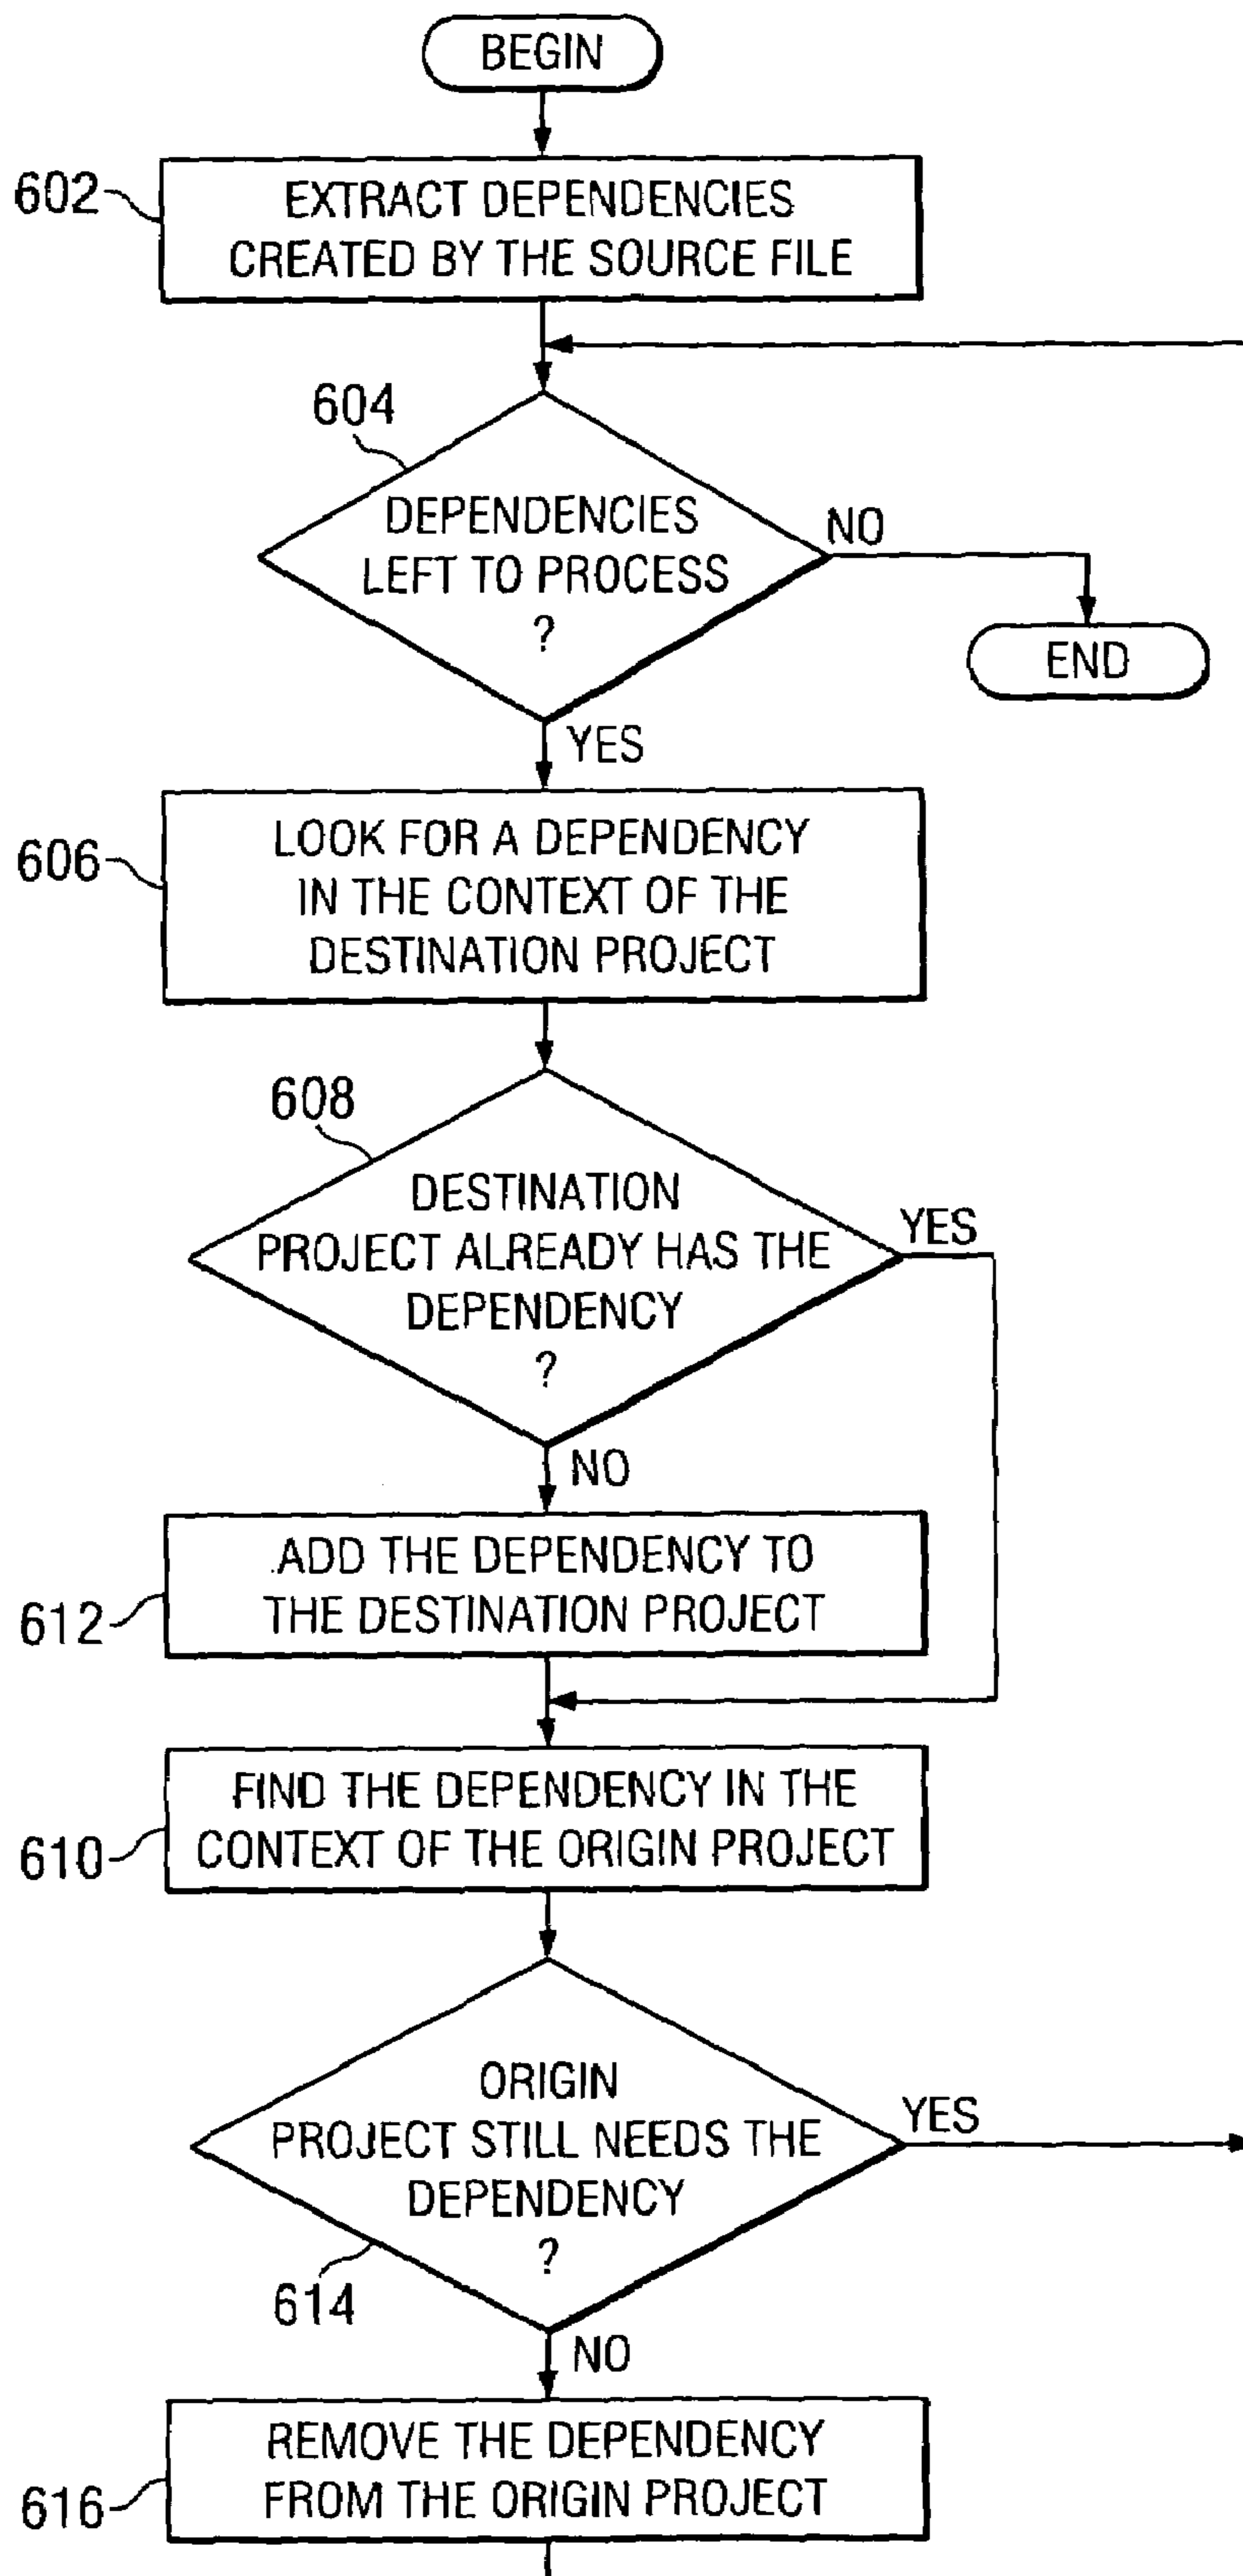 BEGIN
602
EXTRACT DEPENDENCIES
CREATED BY THE SOURCE FILE
604
DEPENDENCIES
LEFT TO PROCESS
?
NO
END
YES
606
LOOK FOR A DEPENDENCY
IN THE CONTEXT OF THE
DESTINATION PROJECT
608
DESTINATION
PROJECT ALREADY HAS THE
DEPENDENCY
?
YES
NO
612
ADD THE DEPENDENCY TO
THE DESTINATION PROJECT
610
FIND THE DEPENDENCY IN THE
CONTEXT OF THE ORIGIN PROJECT
ORIGIN
PROJECT STILL NEEDS THE
DEPENDENCY
?
YES
614
NO
616
REMOVE THE DEPENDENCY
FROM THE ORIGIN PROJECT